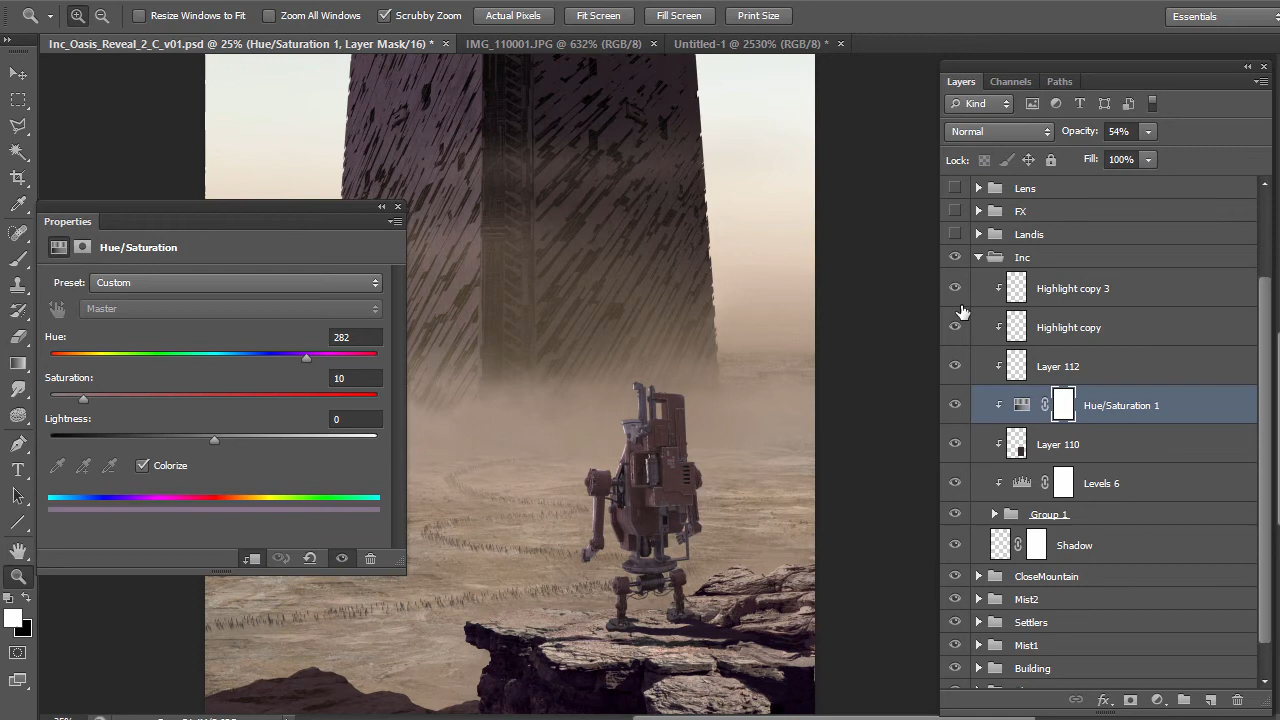 Resize Windows to Fit Zoom All Windows Scrubby Zoom Actual Pixels Fit Screen Fill Screen Print Size Essentials
Inc_Oasis_Reveal_2_C_v01.psd @ 25% (Hue/Saturation 1, Layer Mask/16) * × IMG_110001.JPG @ 632% (RGB/8) × Untitled-1 @ 2530% (RGB/8) * ×
Layers Channels Paths
Kind
Normal Opacity: 54%
Lock: Fill: 100%
Lens
FX
Landis
Inc
Highlight copy 3
Highlight copy
Layer 112
Hue/Saturation 1
Layer 110
Levels 6
Group 1
Shadow
CloseMountain
Mist2
Settlers
Mist1
Building
Properties
Hue/Saturation
Preset: Custom
Master
Hue: 282
Saturation: 10
Lightness: 0
Colorize